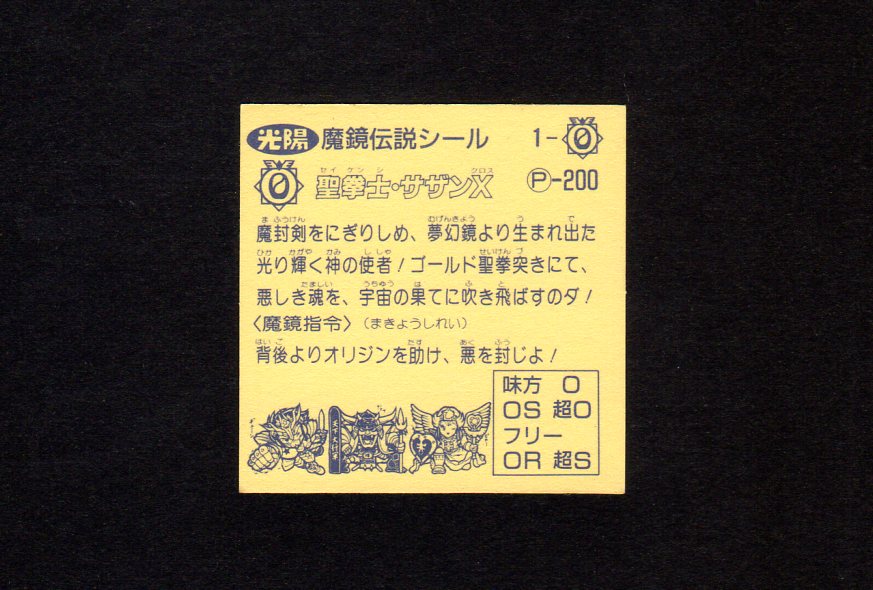 光陽 魔鏡伝説シール 1-0
0 聖拳士・サザンX Ⓟ-200
魔封剣をにぎりしめ、夢幻鏡より生まれ出た
光り輝く神の使者!ゴールド聖拳突きにて、
悪しき魂を、宇宙の果てに吹き飛ばすのダ!
〈魔鏡指令〉(まきょうしれい)
背後よりオリジンを助け、悪を封じよ!
味方 O
OS 超O
フリー
OR 超S